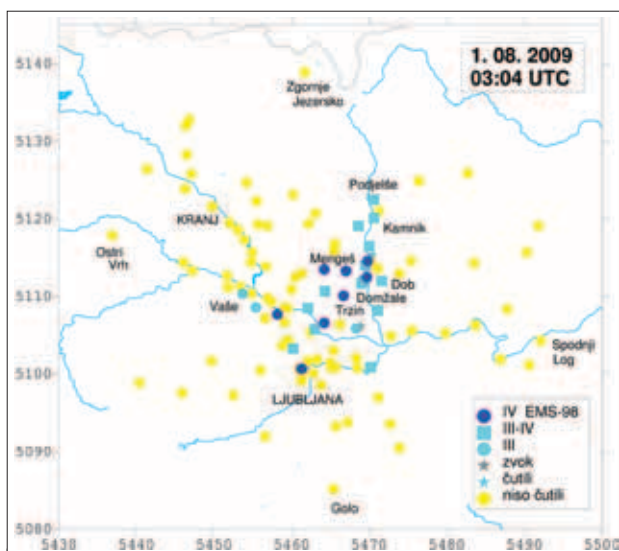 1. 08. 2009
03:04 UTC
5140
5130
5120
5110
5100
5090
5080
Zgornje
Jezersko
Podjelše
KRANJ
Kamnik
Ostri
Vrh
Mengeš
Dob
Domžale
Vaše
Trzin
Spodnji
Log
LJUBLJANA
Golo
IV EMS-98
III-IV
III
zvok
čutili
niso čutili
5430
5440
5450
5460
5470
5480
5490
5500